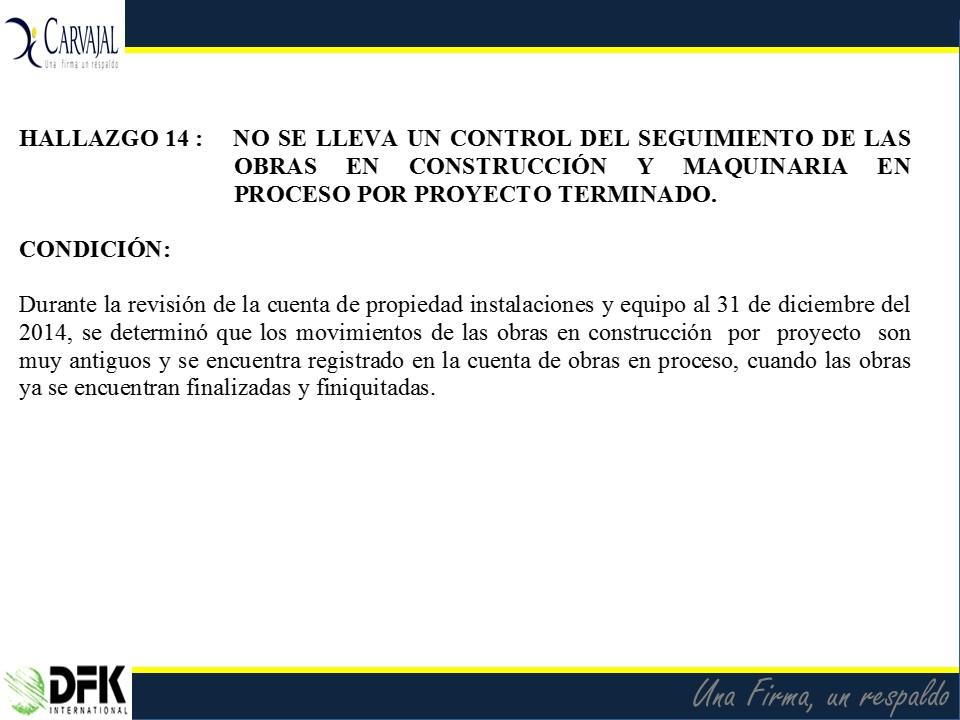 CARVAJAL
Una firma un respaldo
HALLAZGO 14 : NO SE LLEVA UN CONTROL DEL SEGUIMIENTO DE LAS
OBRAS EN CONSTRUCCIÓN Y MAQUINARIA EN
PROCESO POR PROYECTO TERMINADO.
CONDICIÓN:
Durante la revisión de la cuenta de propiedad instalaciones y equipo al 31 de diciembre del
2014, se determinó que los movimientos de las obras en construcción por proyecto son
muy antiguos y se encuentra registrado en la cuenta de obras en proceso, cuando las obras
ya se encuentran finalizadas y finiquitadas.
DFK
INTERNATIONAL
Una Firma, un respaldo